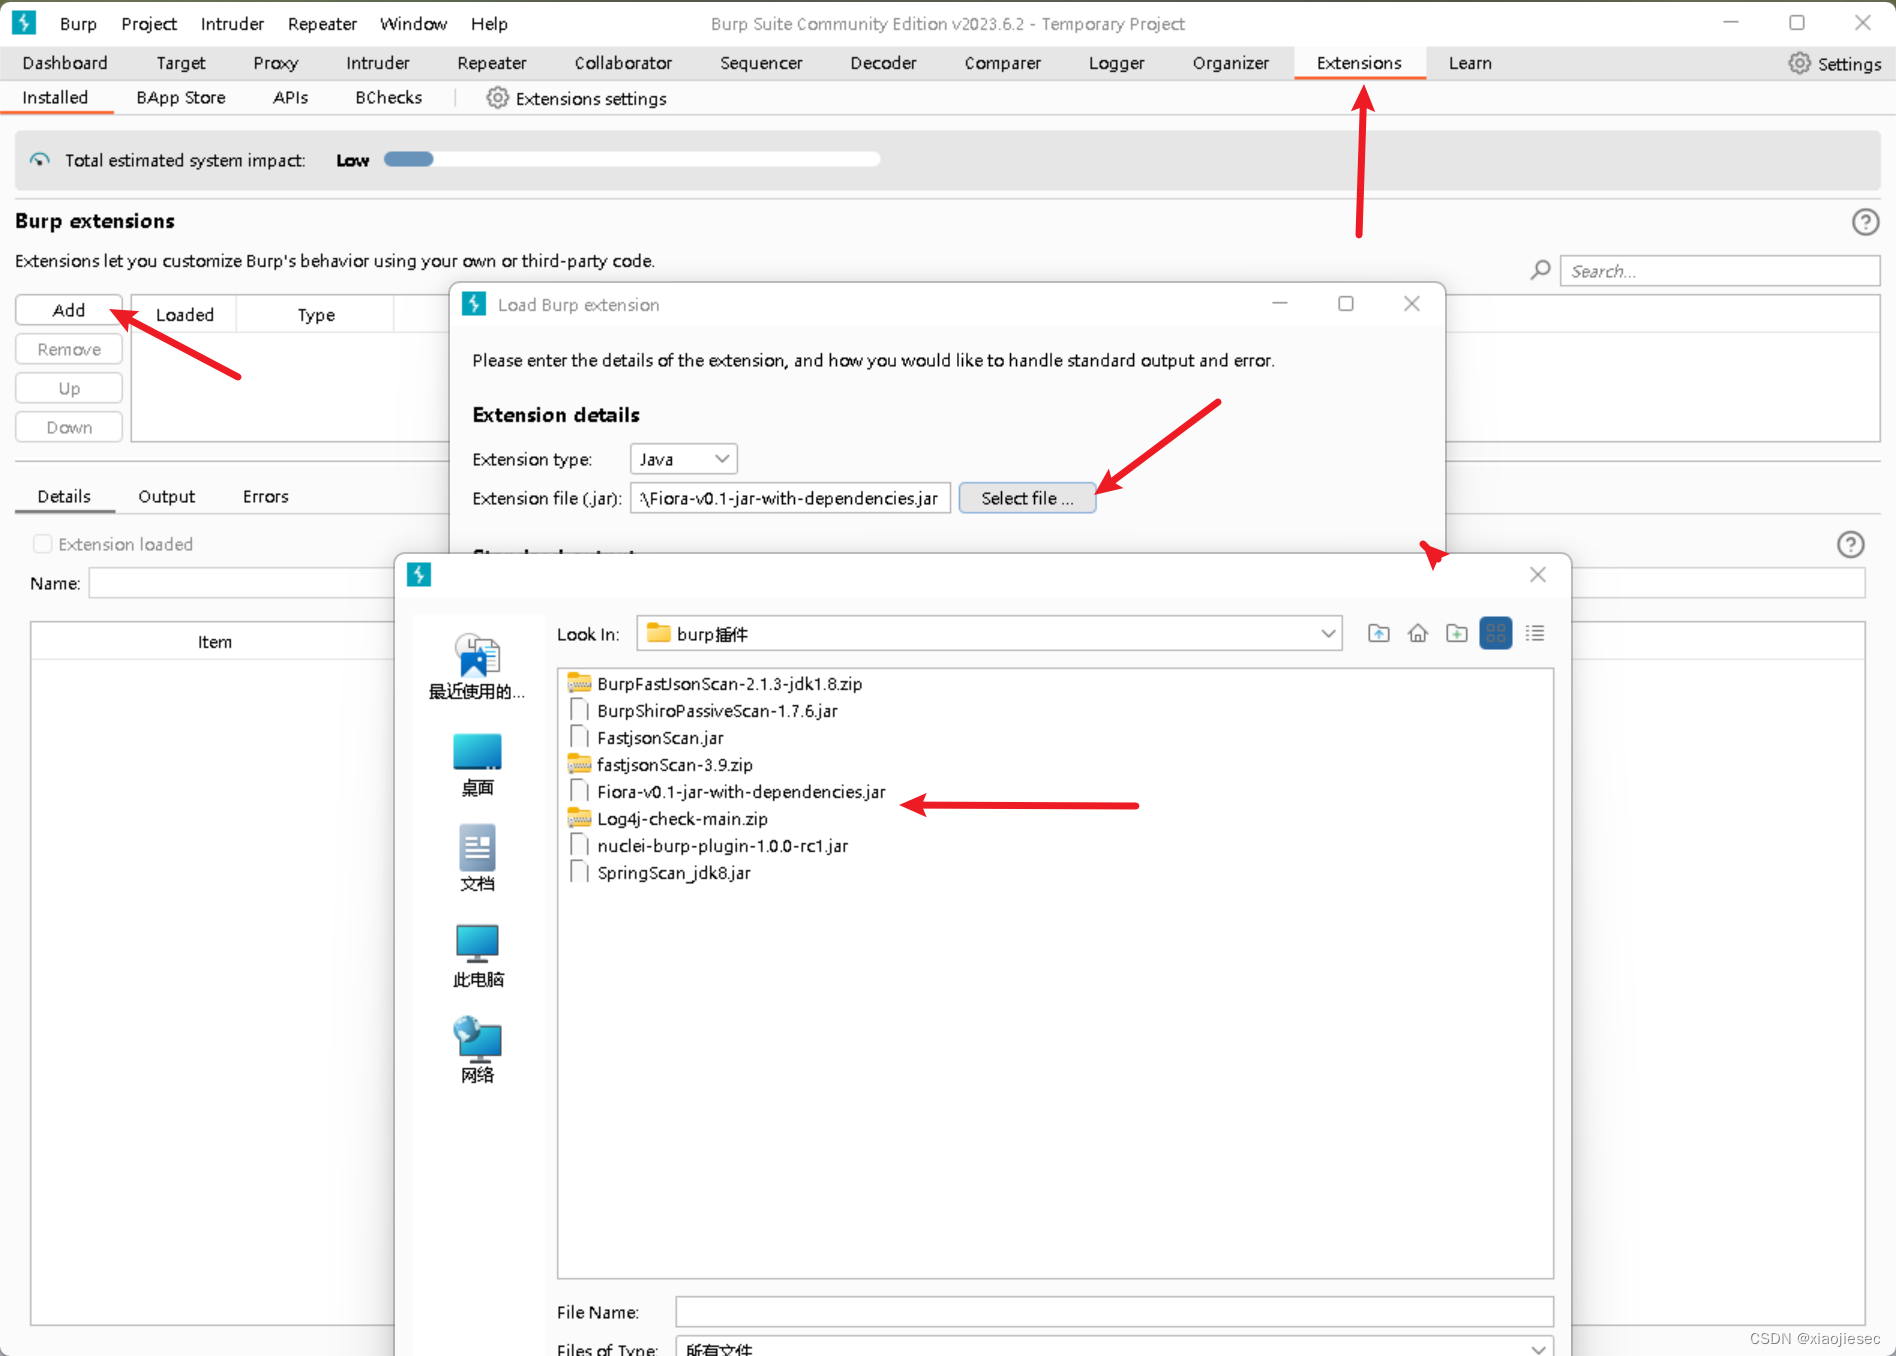 Burp Project Intruder Repeater Window Help Burp Suite Community Edition v2023.6.2 - Temporary Project
Dashboard Target Proxy Intruder Repeater Collaborator Sequencer Decoder Comparer Logger Organizer Extensions Learn Settings
Installed BApp Store APIs BChecks Extensions settings
Total estimated system impact: Low
Burp extensions
Extensions let you customize Burp's behavior using your own or third-party code.
Search...
Add
Loaded Type
Remove
Up
Down
Load Burp extension
Please enter the details of the extension, and how you would like to handle standard output and error.
Extension details
Extension type: Java
Extension file (.jar): :\Fiora-v0.1-jar-with-dependencies.jar Select file ...
Details Output Errors
Extension loaded
Name:
Item
Look In: burp插件
最近使用的...
桌面
文档
此电脑
网络
BurpFastJsonScan-2.1.3-jdk1.8.zip
BurpShiroPassiveScan-1.7.6.jar
FastjsonScan.jar
fastjsonScan-3.9.zip
Fiora-v0.1-jar-with-dependencies.jar
Log4j-check-main.zip
nuclei-burp-plugin-1.0.0-rc1.jar
SpringScan_jdk8.jar
File Name:
Files of Type: 所有文件
CSDN @xiaojiesec